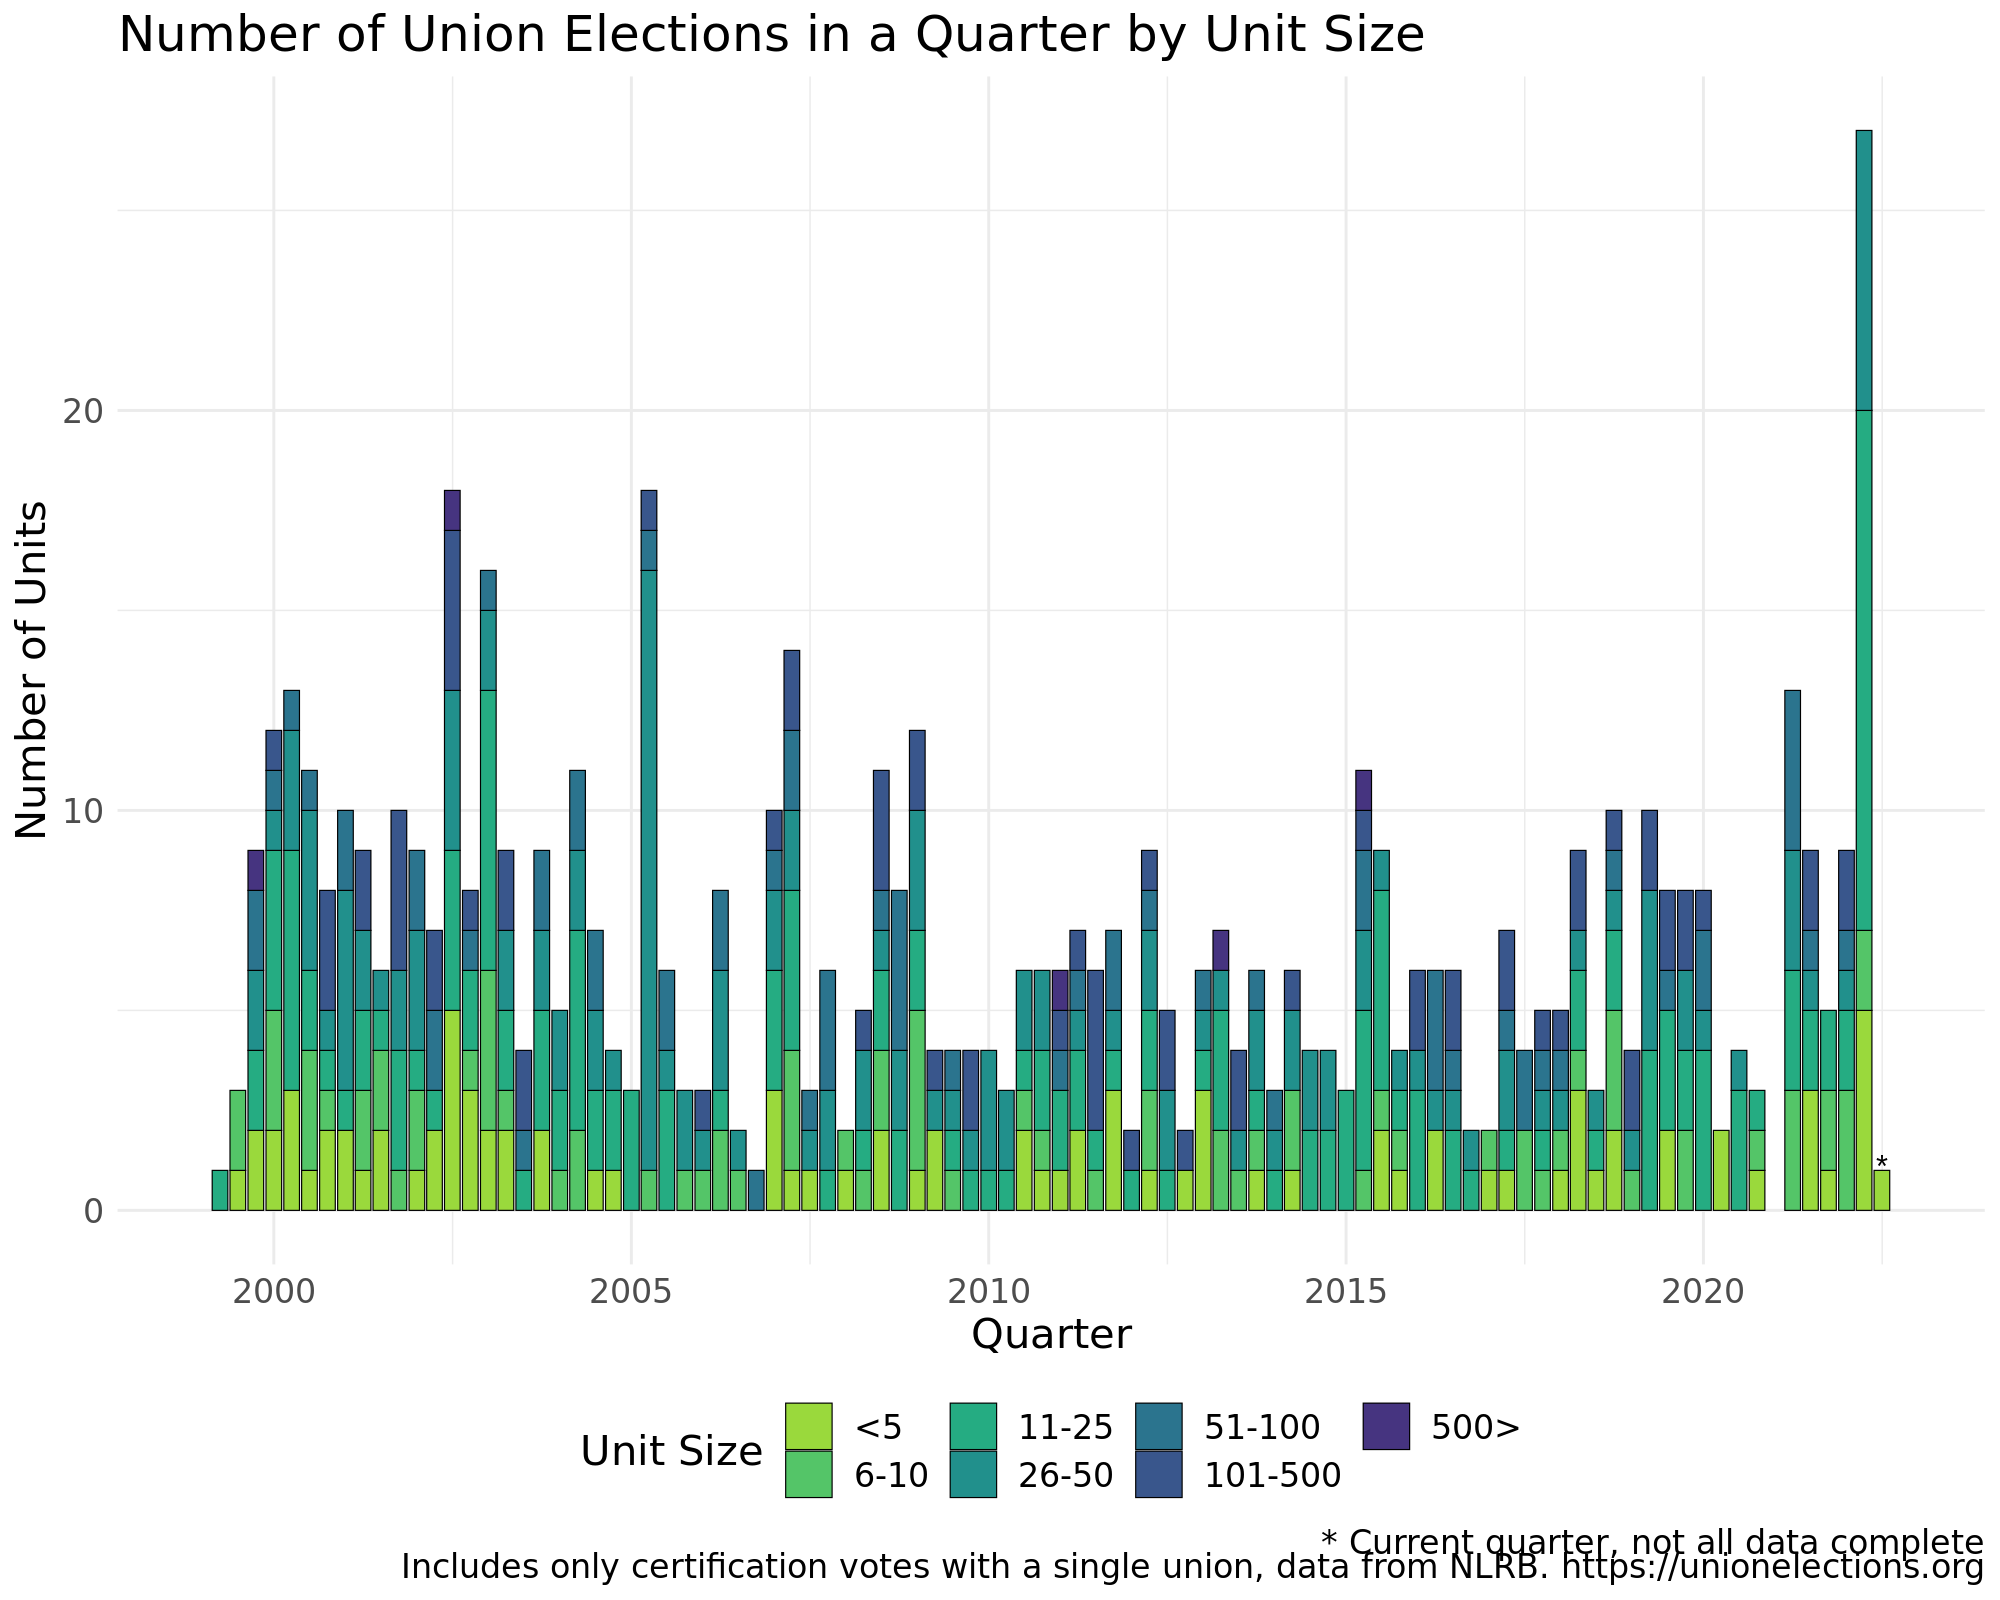 Number of Union Elections in a Quarter by Unit Size
Number of Units
20
10
0
*
2000 2005 2010 2015 2020
Quarter
Unit Size
<5 11-25 51-100 500>
6-10 26-50 101-500
* Current quarter, not all data complete
Includes only certification votes with a single union, data from NLRB. https://unionelections.org